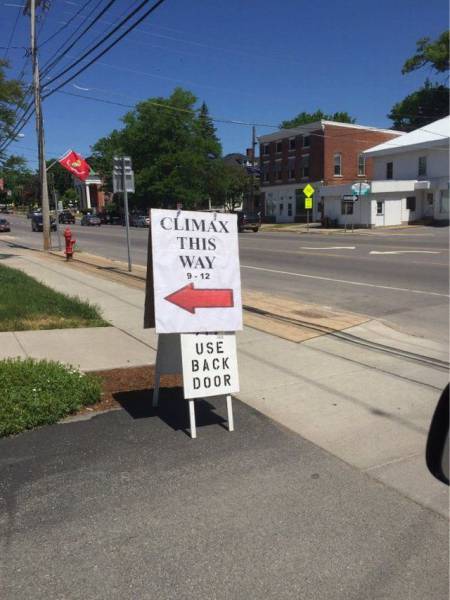 CLIMAX
THIS
WAY
9-12
USE
BACK
DOOR